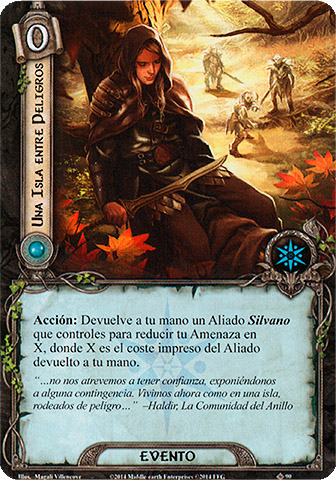 0
UNA ISLA ENTRE PELIGROS
Acción: Devuelve a tu mano un Aliado Silvano
que controles para reducir tu Amenaza en
X, donde X es el coste impreso del Aliado
devuelto a tu mano.
“…no nos atrevemos a tener confianza, exponiéndonos
a alguna contingencia. Vivimos ahora como en una isla,
rodeados de peligro…” –Haldir, La Comunidad del Anillo
EVENTO
Illus. Magali Villeneuve
©2014 Middle earth Enterprises ©2014 FFG
90